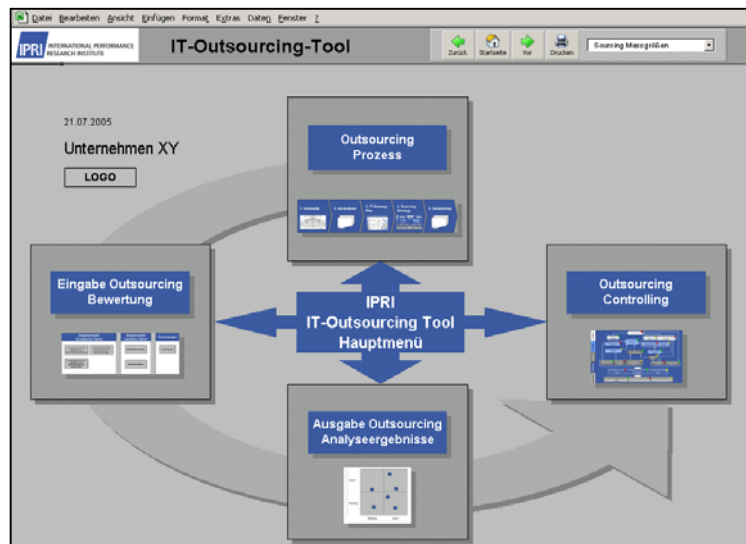 Datei Bearbeiten Ansicht Einfügen Format Extras Daten Fenster ?
IPRI INTERNATIONAL PERFORMANCE
RESEARCH INSTITUTE
IT-Outsourcing-Tool
Zurück Startseite Vor Drucken
Sourcing Messgrößen
21.07.2005
Unternehmen XY
LOGO
Outsourcing
Prozess
Eingabe Outsourcing
Bewertung
IPRI
IT-Outsourcing Tool
Hauptmenü
Outsourcing
Controlling
Ausgabe Outsourcing
Analyseergebnisse